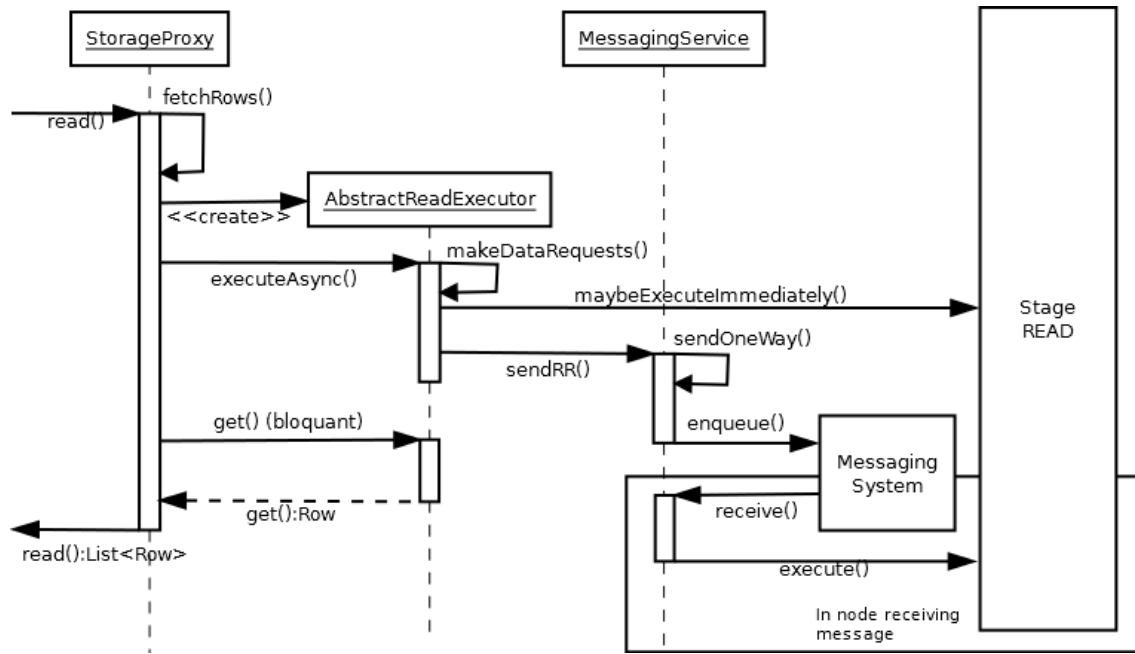 StorageProxy
MessagingService
fetchRows()
read()
AbstractReadExecutor
<<create>>
makeDataRequests()
executeAsync()
maybeExecuteImmediately()
Stage
READ
sendOneWay()
sendRR()
get() (bloquant)
enqueue()
Messaging
System
receive()
get():Row
read():List<Row>
execute()
In node receiving
message